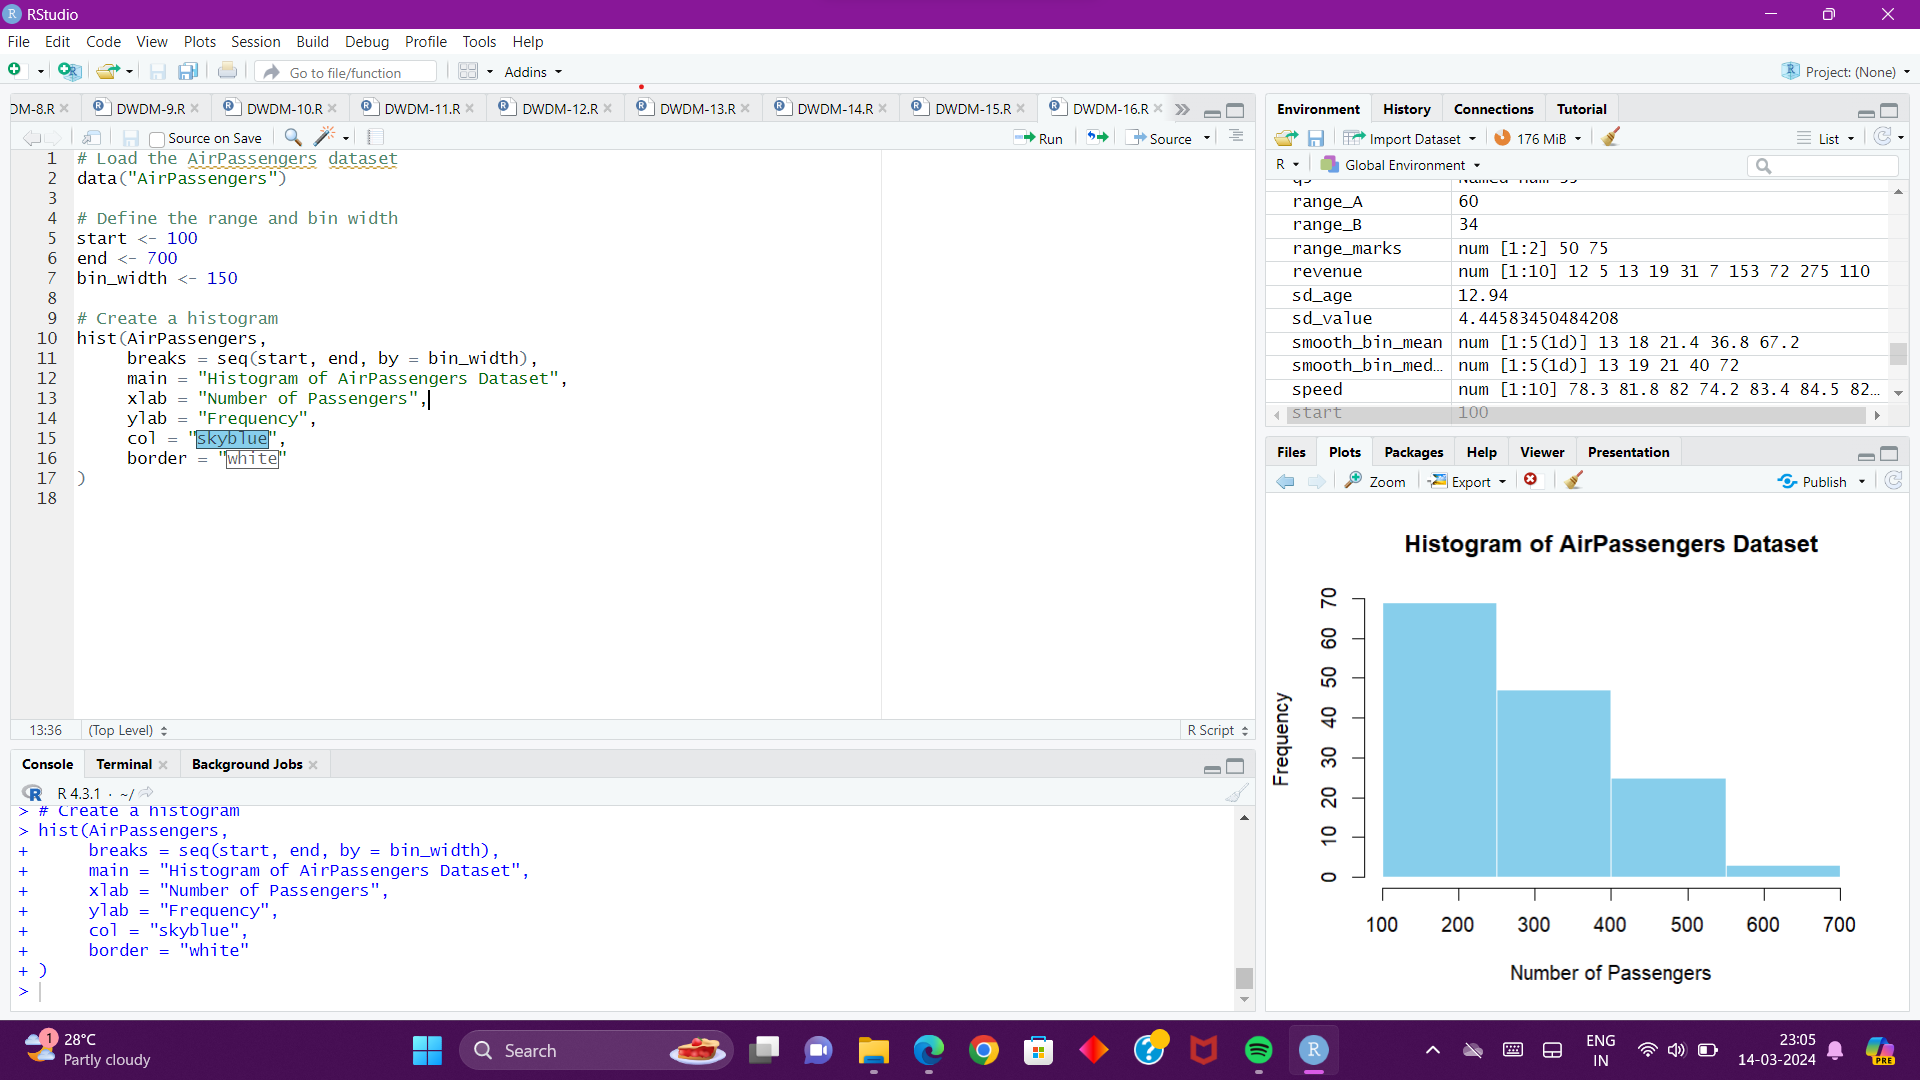 RStudio
File Edit Code View Plots Session Build Debug Profile Tools Help
Go to file/function Addins Project: (None)
DM-8.R DWDM-9.R DWDM-10.R DWDM-11.R DWDM-12.R DWDM-13.R DWDM-14.R DWDM-15.R DWDM-16.R
Source on Save Run Source
1 # Load the AirPassengers dataset
2 data("AirPassengers")
3
4 # Define the range and bin width
5 start <- 100
6 end <- 700
7 bin_width <- 150
8
9 # Create a histogram
10 hist(AirPassengers,
11 breaks = seq(start, end, by = bin_width),
12 main = "Histogram of AirPassengers Dataset",
13 xlab = "Number of Passengers",
14 ylab = "Frequency",
15 col = "skyblue",
16 border = "white"
17 )
18
13:36 (Top Level) R Script
Console Terminal Background Jobs
R 4.3.1 · ~/
> # Create a histogram
> hist(AirPassengers,
+ breaks = seq(start, end, by = bin_width),
+ main = "Histogram of AirPassengers Dataset",
+ xlab = "Number of Passengers",
+ ylab = "Frequency",
+ col = "skyblue",
+ border = "white"
+ )
>
Environment History Connections Tutorial
Import Dataset 176 MiB List
R Global Environment
range_A 60
range_B 34
range_marks num [1:2] 50 75
revenue num [1:10] 12 5 13 19 31 7 153 72 275 110
sd_age 12.94
sd_value 4.44583450484208
smooth_bin_mean num [1:5(1d)] 13 18 21.4 36.8 67.2
smooth_bin_med… num [1:5(1d)] 13 19 21 40 72
speed num [1:10] 78.3 81.8 82 74.2 83.4 84.5 82…
start 100
Files Plots Packages Help Viewer Presentation
Zoom Export Publish
Histogram of AirPassengers Dataset
Frequency
70
60
50
40
30
20
10
0
100 200 300 400 500 600 700
Number of Passengers
1 28°C
Partly cloudy
Search
ENG
IN
23:05
14-03-2024
PRE